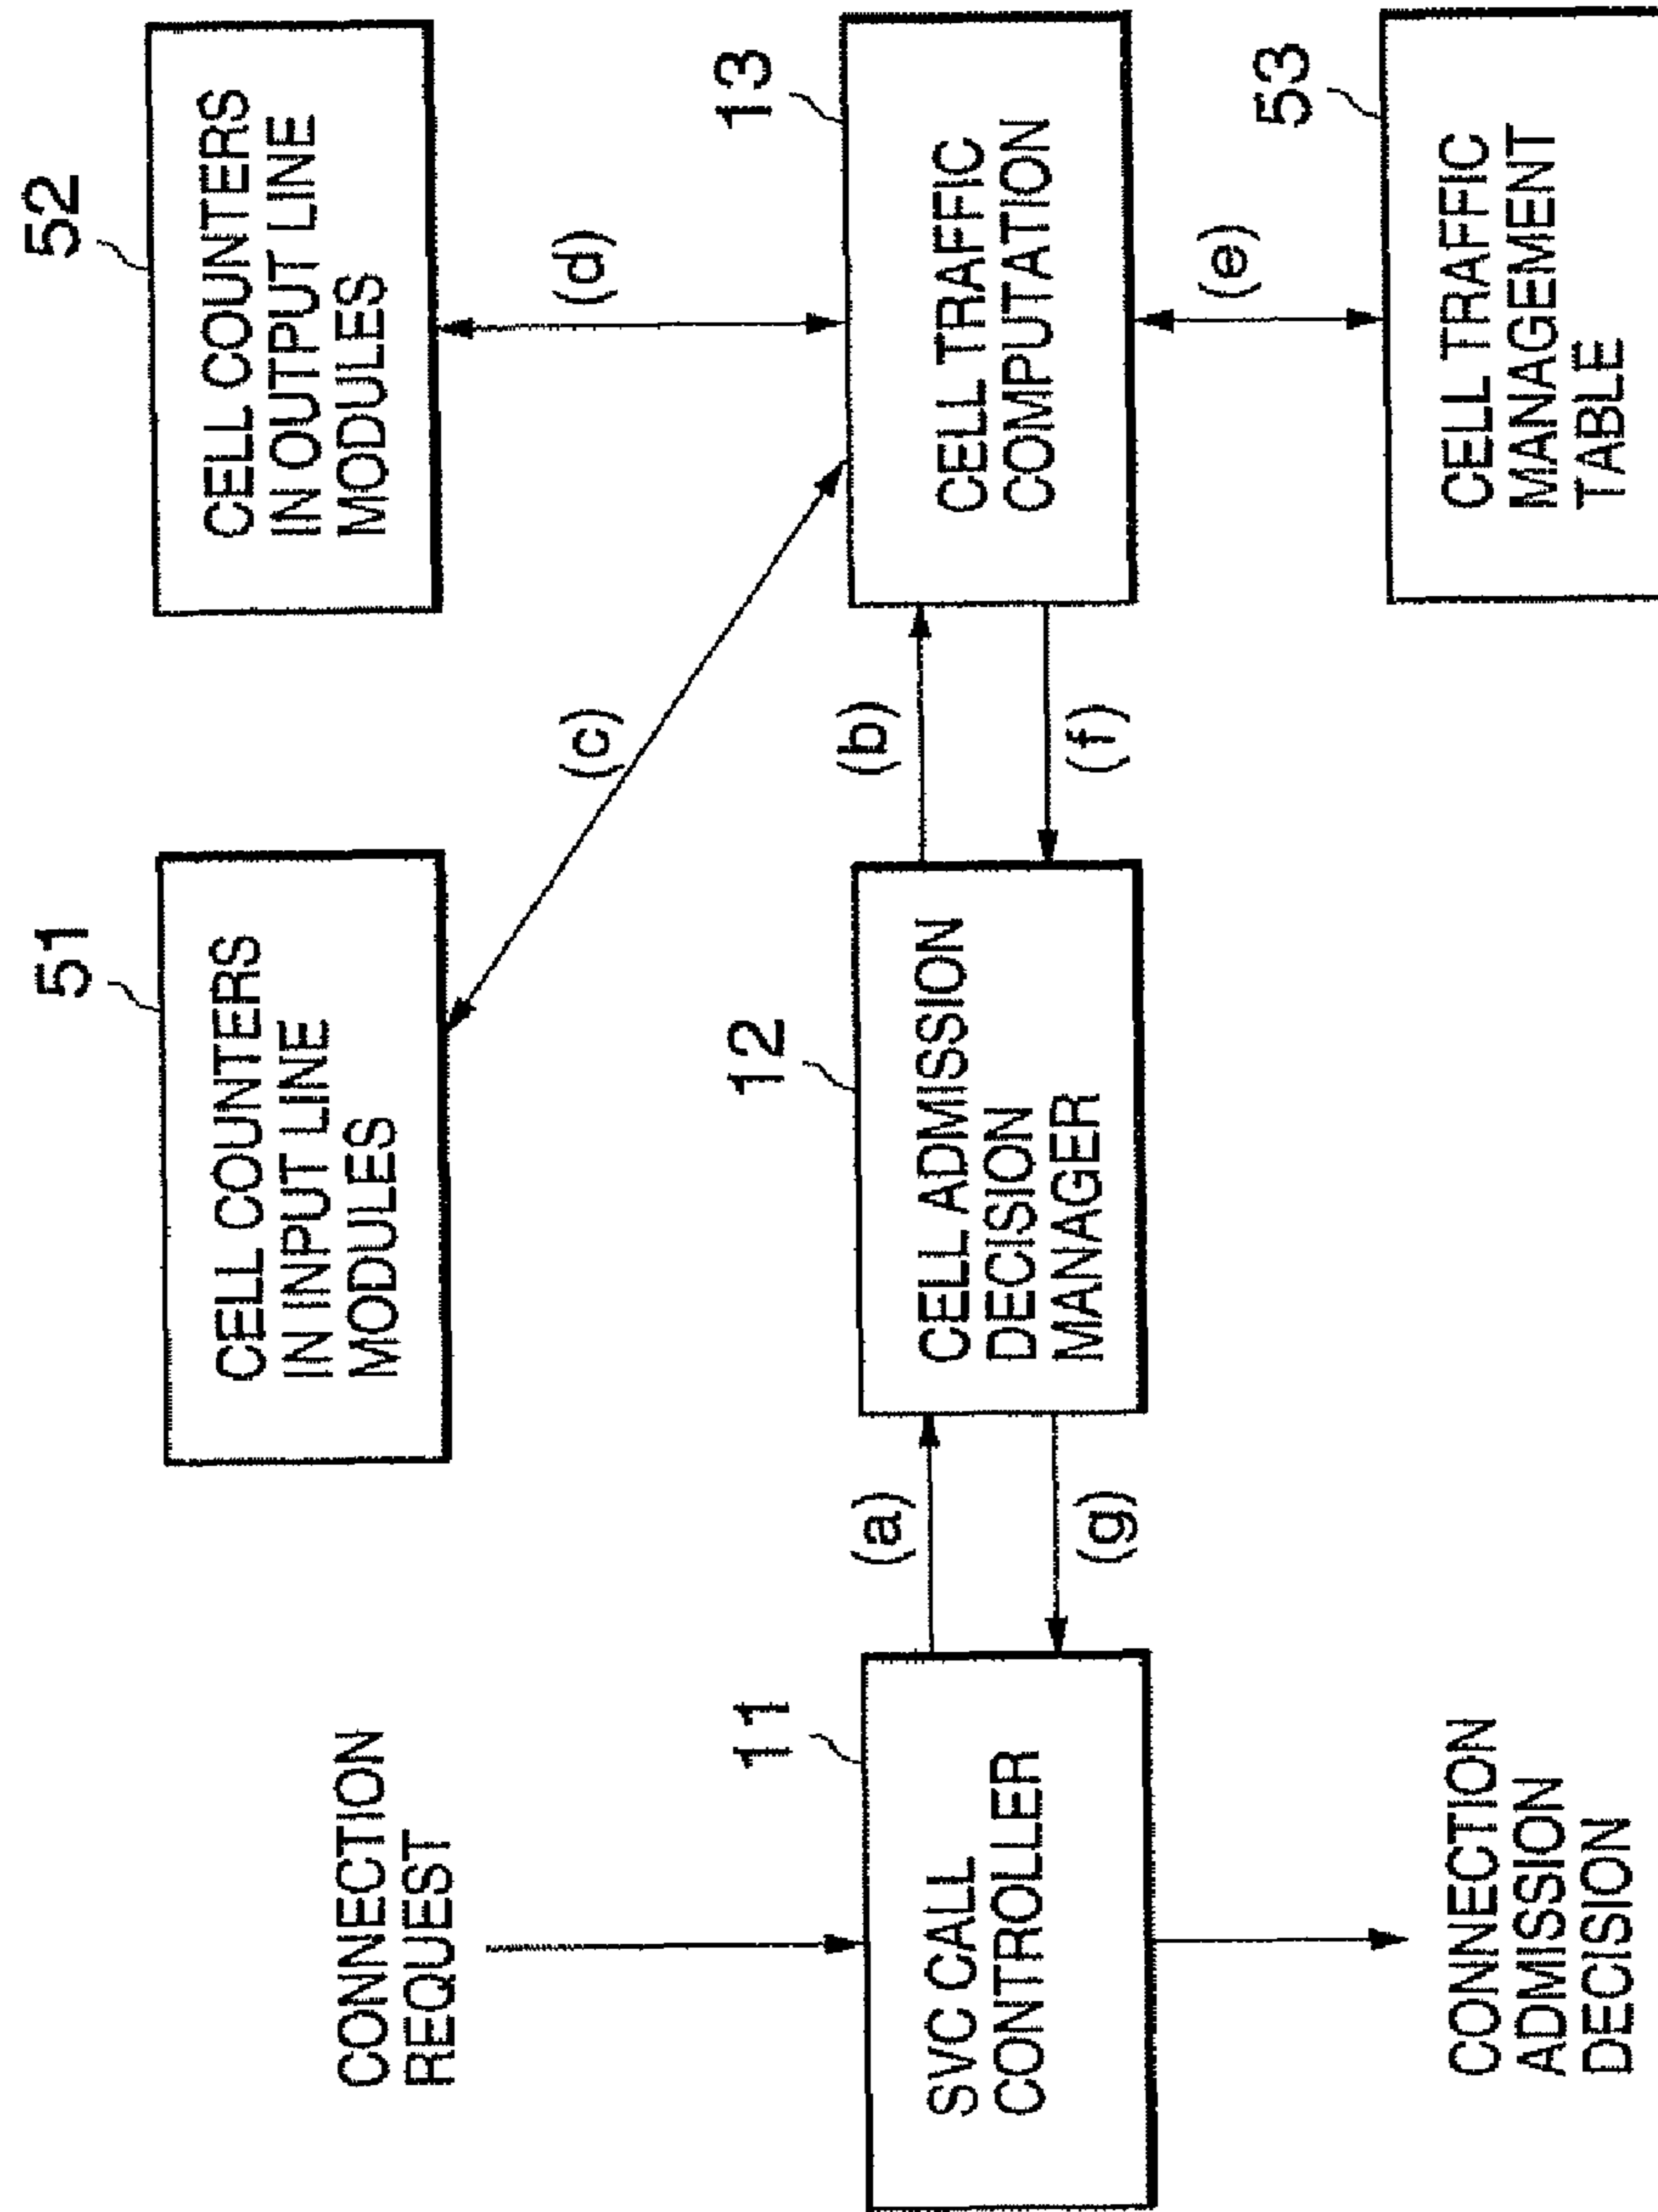 51
CELL COUNTERS
IN INPUT LINE
MODULES
52
CELL COUNTERS
IN OUTPUT LINE
MODULES
(c)
(d)
CONNECTION
REQUEST
11
SVC CALL
CONTROLLER
(a)
(g)
12
CELL ADMISSION
DECISION
MANAGER
(b)
(f)
13
CELL TRAFFIC
COMPUTATION
(e)
CONNECTION
ADMISSION
DECISION
53
CELL TRAFFIC
MANAGEMENT
TABLE